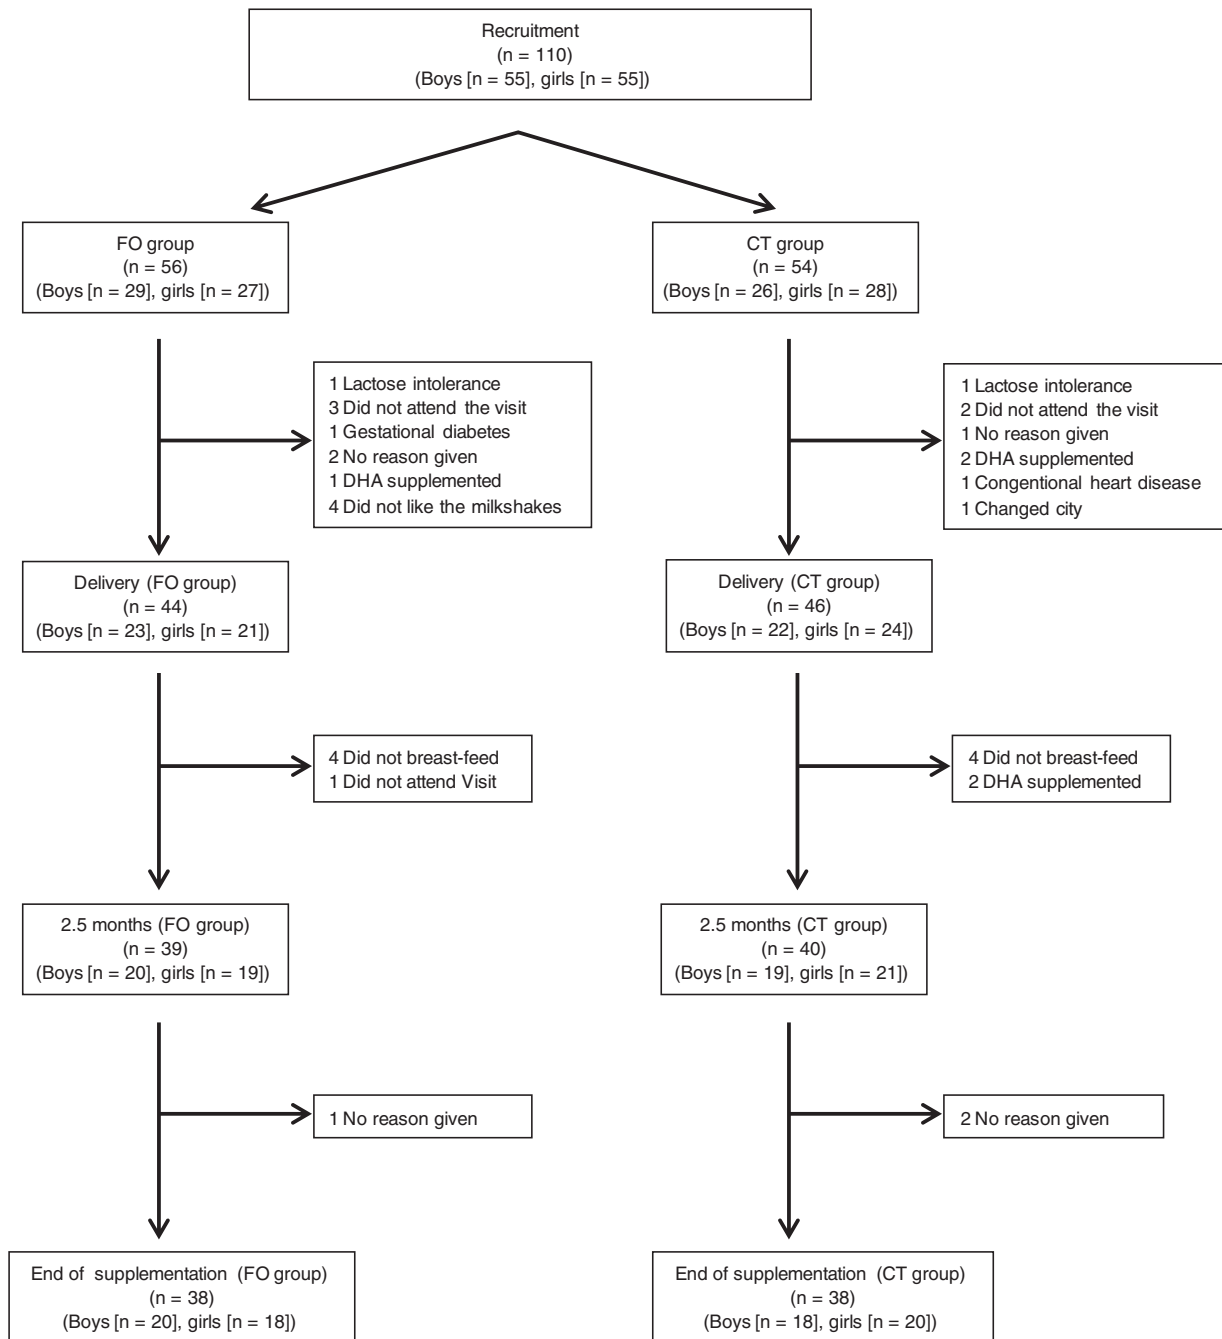 Recruitment
(n = 110)
(Boys [n = 55], girls [n = 55])
FO group
(n = 56)
(Boys [n = 29], girls [n = 27])
CT group
(n = 54)
(Boys [n = 26], girls [n = 28])
1 Lactose intolerance
3 Did not attend the visit
1 Gestational diabetes
2 No reason given
1 DHA supplemented
4 Did not like the milkshakes
1 Lactose intolerance
2 Did not attend the visit
1 No reason given
2 DHA supplemented
1 Congentional heart disease
1 Changed city
Delivery (FO group)
(n = 44)
(Boys [n = 23], girls [n = 21])
Delivery (CT group)
(n = 46)
(Boys [n = 22], girls [n = 24])
4 Did not breast-feed
1 Did not attend Visit
4 Did not breast-feed
2 DHA supplemented
2.5 months (FO group)
(n = 39)
(Boys [n = 20], girls [n = 19])
2.5 months (CT group)
(n = 40)
(Boys [n = 19], girls [n = 21])
1 No reason given
2 No reason given
End of supplementation (FO group)
(n = 38)
(Boys [n = 20], girls [n = 18])
End of supplementation (CT group)
(n = 38)
(Boys [n = 18], girls [n = 20])